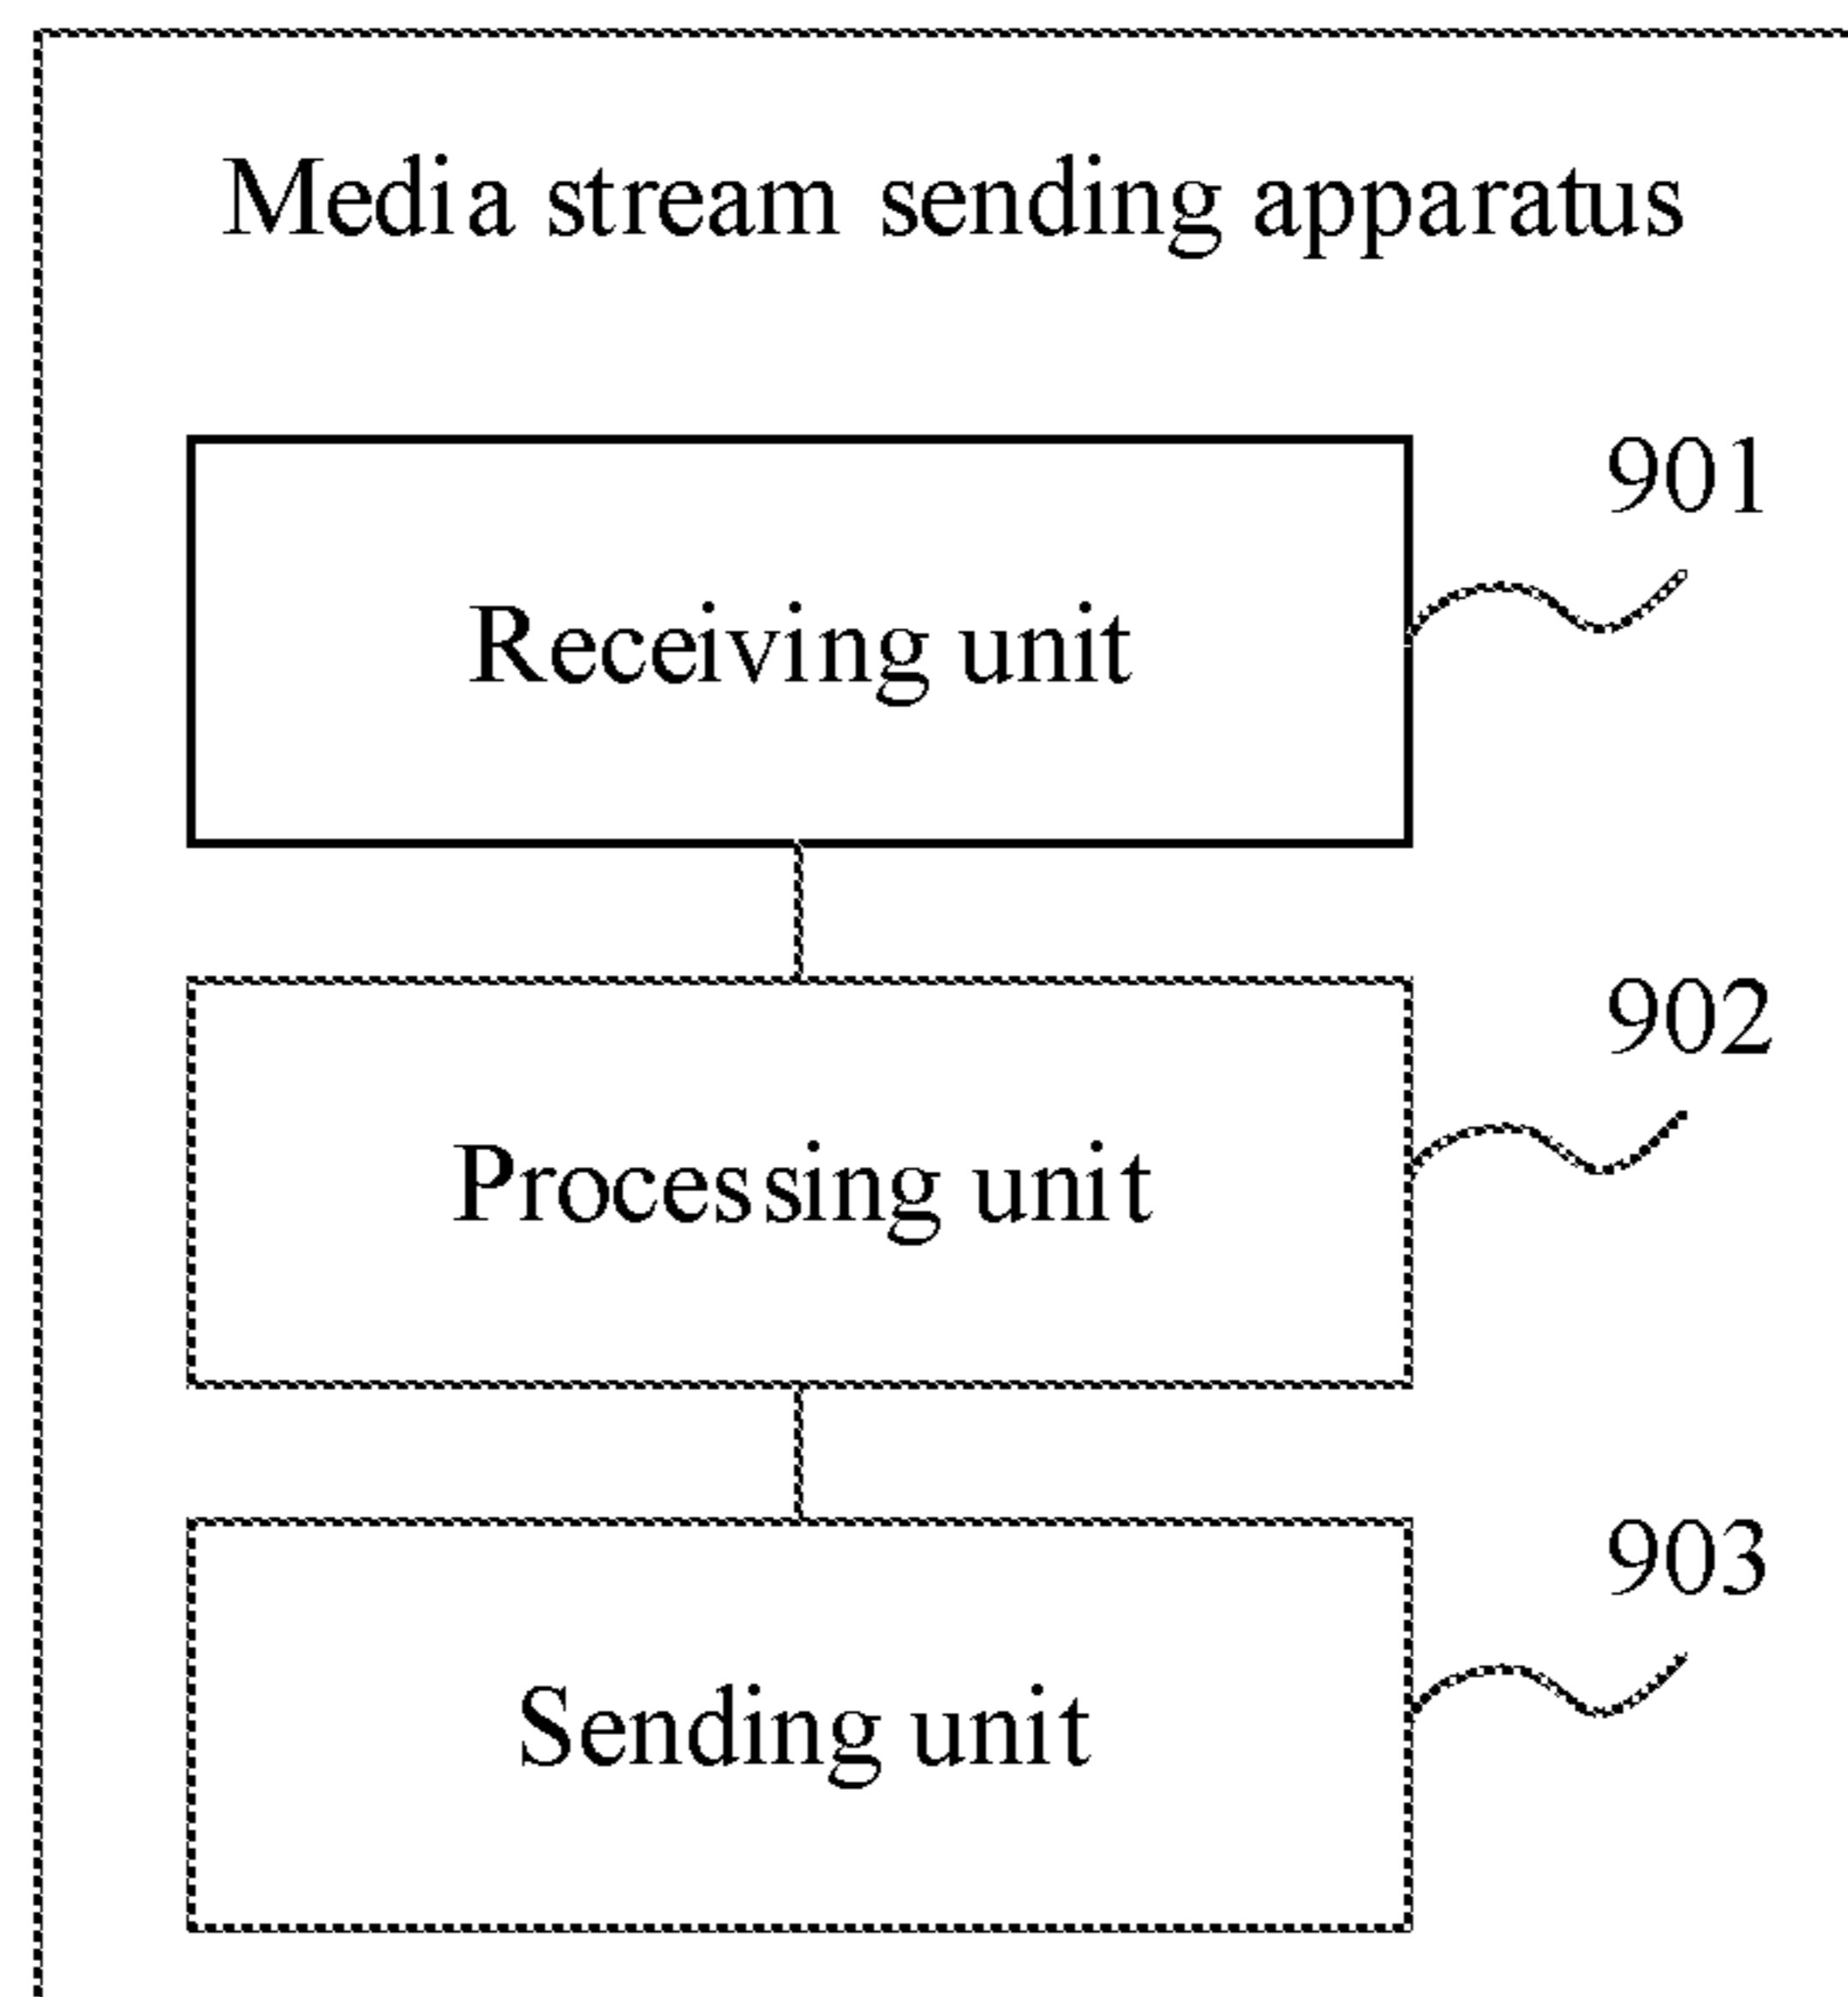 Media stream sending apparatus
901
Receiving unit
902
Processing unit
903
Sending unit